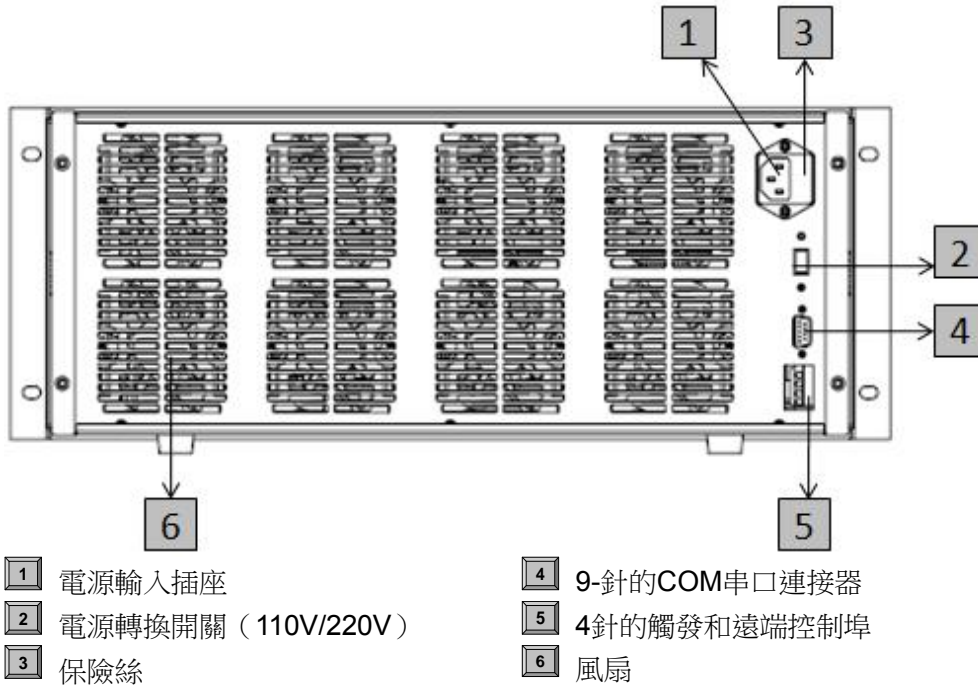 1
3
2
4
6
5
1 電源輸入插座
2 電源轉換開關（110V/220V）
3 保險絲
4 9-針的COM串口連接器
5 4針的觸發和遠端控制埠
6 風扇